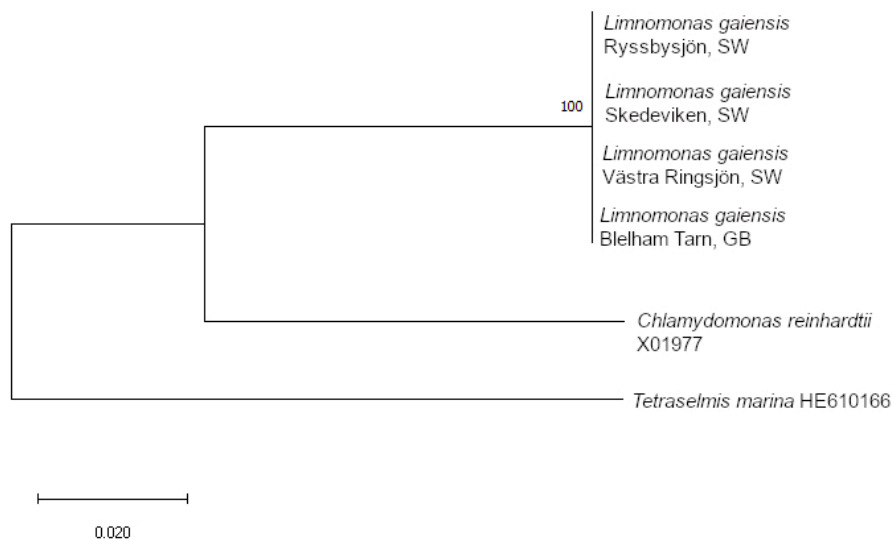 Limnomonas gaiensis
Ryssbysjön, SW
Limnomonas gaiensis
Skedeviken, SW
100
Limnomonas gaiensis
Västra Ringsjön, SW
Limnomonas gaiensis
Blelham Tarn, GB
Chlamydomonas reinhardtii
X01977
Tetraselmis marina HE610166
0.020